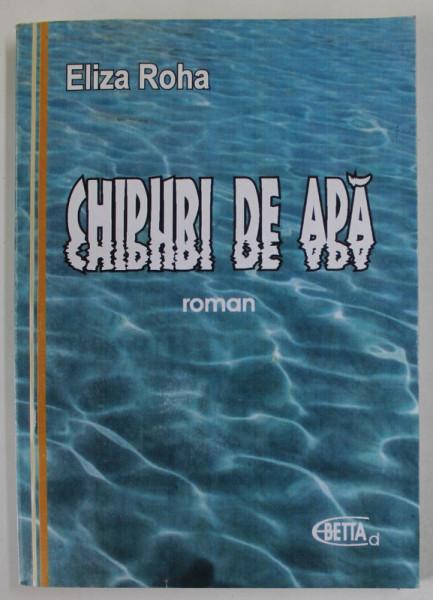 Eliza Roha
CHIPURI DE APĂ
roman
BETTA d